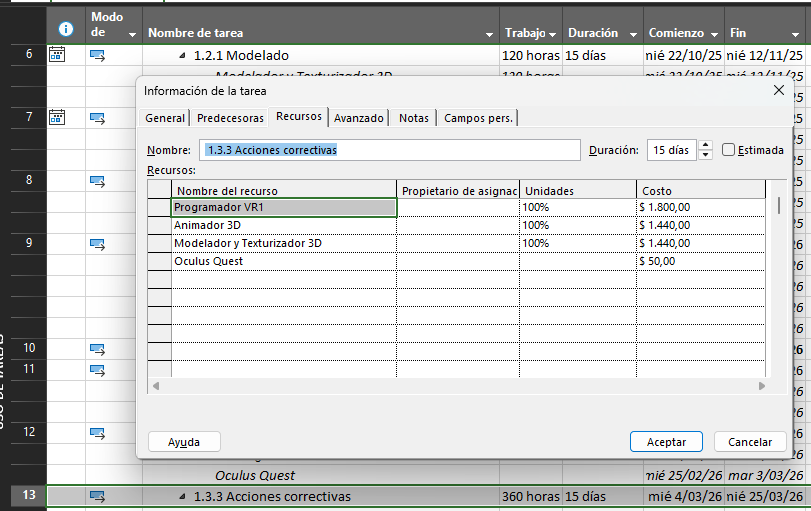 Modo de
Nombre de tarea
Trabajo
Duración
Comienzo
Fin
6
1.2.1 Modelado
120 horas
15 días
mié 22/10/25
mié 12/11/25
Modelador y Texturizador 3D
120 horas
mié 22/10/25
mié 12/11/25
7
8
9
10
11
12
Información de la tarea
General
Predecesoras
Recursos
Avanzado
Notas
Campos pers.
Nombre:
1.3.3 Acciones correctivas
Duración:
15 días
Estimada
Recursos:
Nombre del recurso
Propietario de asignac
Unidades
Costo
Programador VR1
100%
$ 1.800,00
Animador 3D
100%
$ 1.440,00
Modelador y Texturizador 3D
100%
$ 1.440,00
Oculus Quest
$ 50,00
Ayuda
Aceptar
Cancelar
Oculus Quest
mié 25/02/26
mar 3/03/26
13
1.3.3 Acciones correctivas
360 horas
15 días
mié 4/03/26
mié 25/03/26